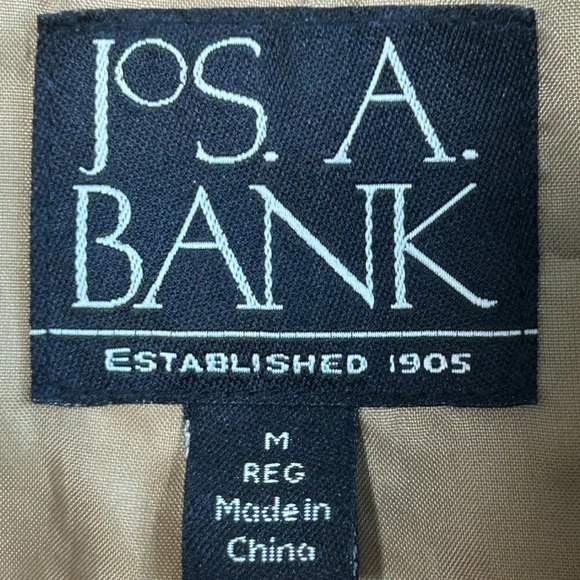 JOS. A.
BANK
ESTABLISHED 1905
M
REG
Made in
China